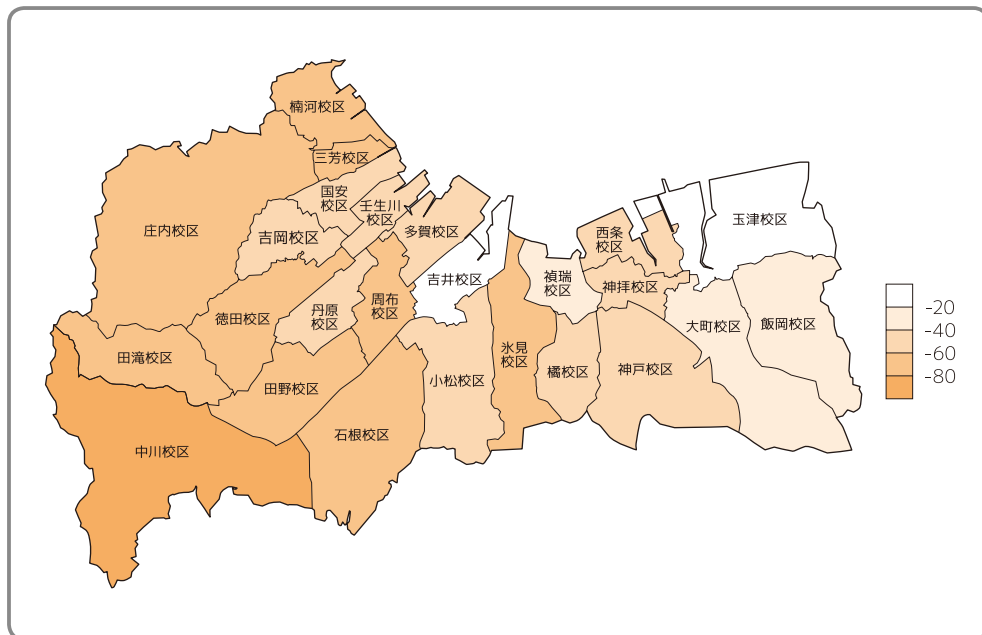 楠河校区
三芳校区
国安
校区
壬生川
校区
庄内校区
吉岡校区
多賀校区
西条
校区
玉津校区
吉井校区
禎瑞
校区
神拝校区
周布
校区
丹原
校区
徳田校区
大町校区
飯岡校区
田滝校区
氷見
校区
小松校区
橘校区
神戸校区
田野校区
石根校区
中川校区
-20
-40
-60
-80